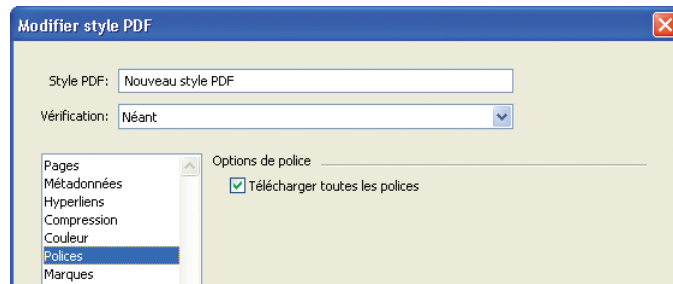 Modifier style PDF
Style PDF: Nouveau style PDF
Vérification: Néant
Pages
Métadonnées
Hyperliens
Compression
Couleur
Polices
Marques
Options de police
Télécharger toutes les polices